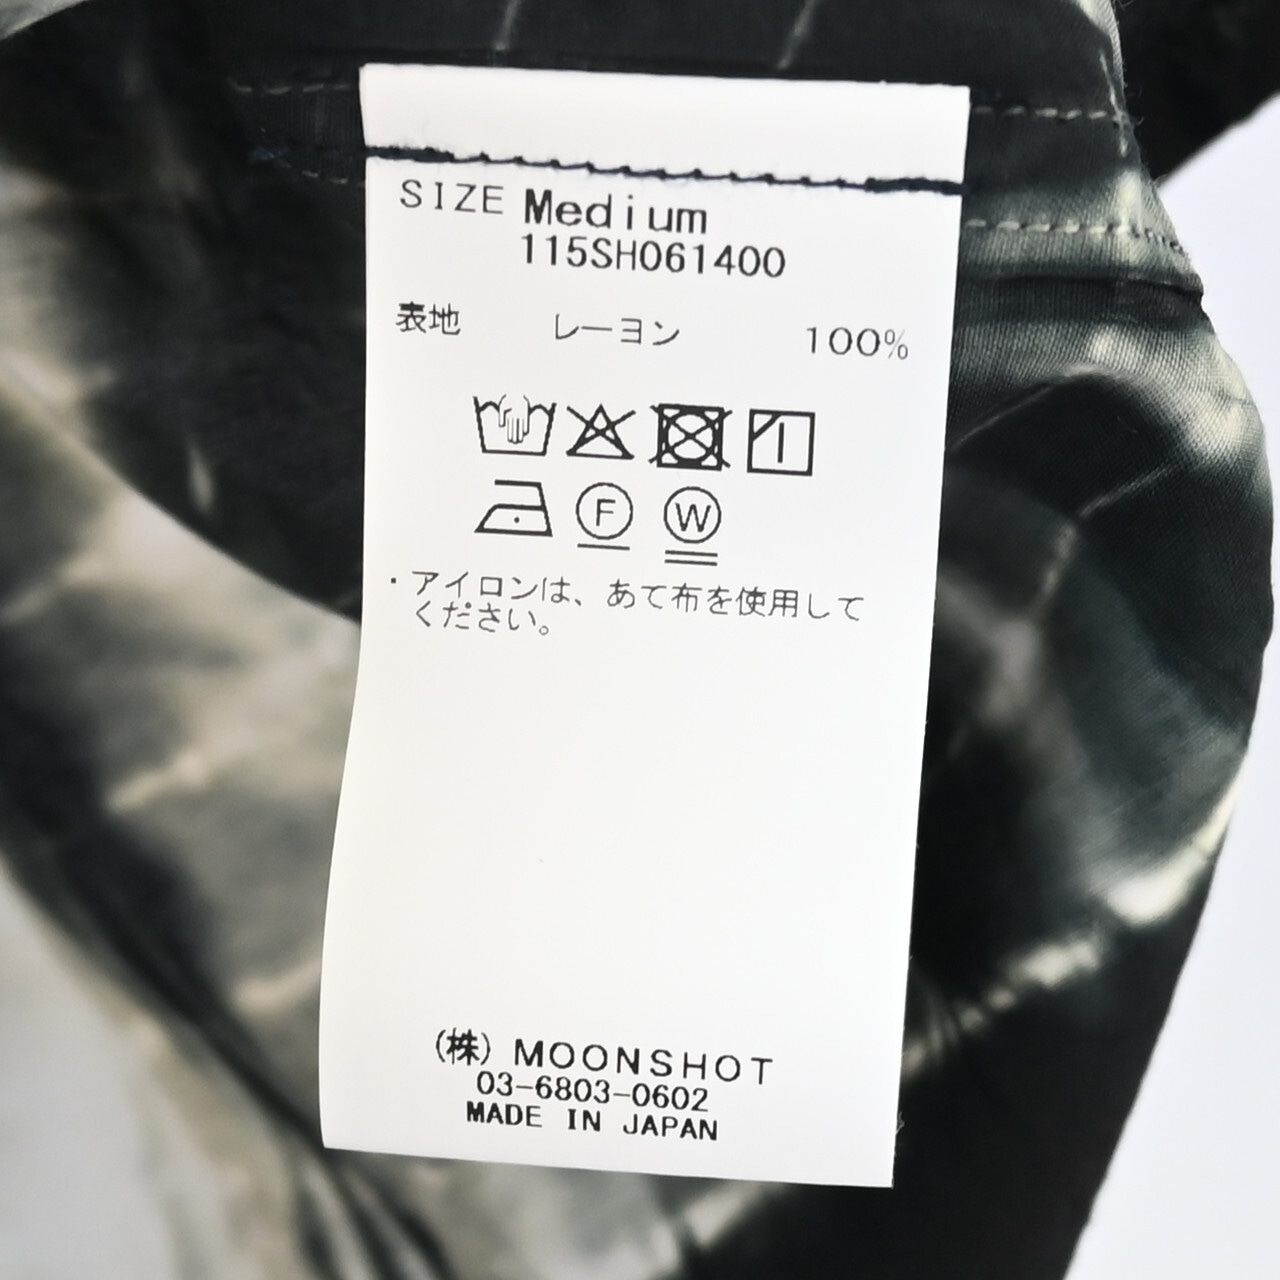 SIZE Medium
115SH061400
表地 レーヨン 100%
F W
・アイロンは、あて布を使用して
ください。
(株) MOONSHOT
03-6803-0602
MADE IN JAPAN